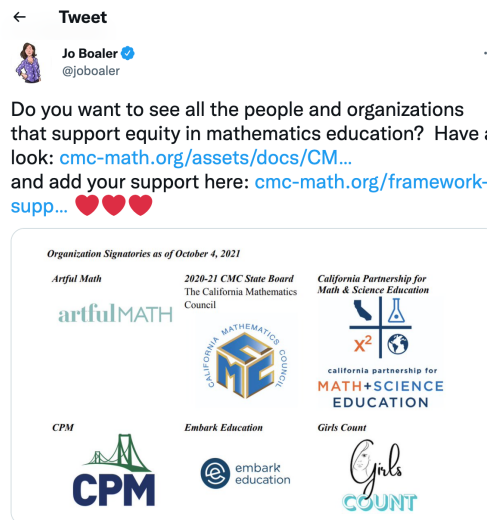 Tweet
Jo Boaler
@joboaler
Do you want to see all the people and organizations
that support equity in mathematics education? Have
look: cmc-math.org/assets/docs/CM...
and add your support here: cmc-math.org/framework-
supp... ❤️❤️❤️
Organization Signatories as of October 4, 2021
Artful Math
artfulMATH
2020-21 CMC State Board
The California Mathematics
Council
CALIFORNIA MATHEMATICS COUNCIL
CMC
California Partnership for
Math & Science Education
x²
california partnership for
MATH+SCIENCE
EDUCATION
CPM
CPM
Embark Education
embark
education
Girls Count
Girls
COUNT